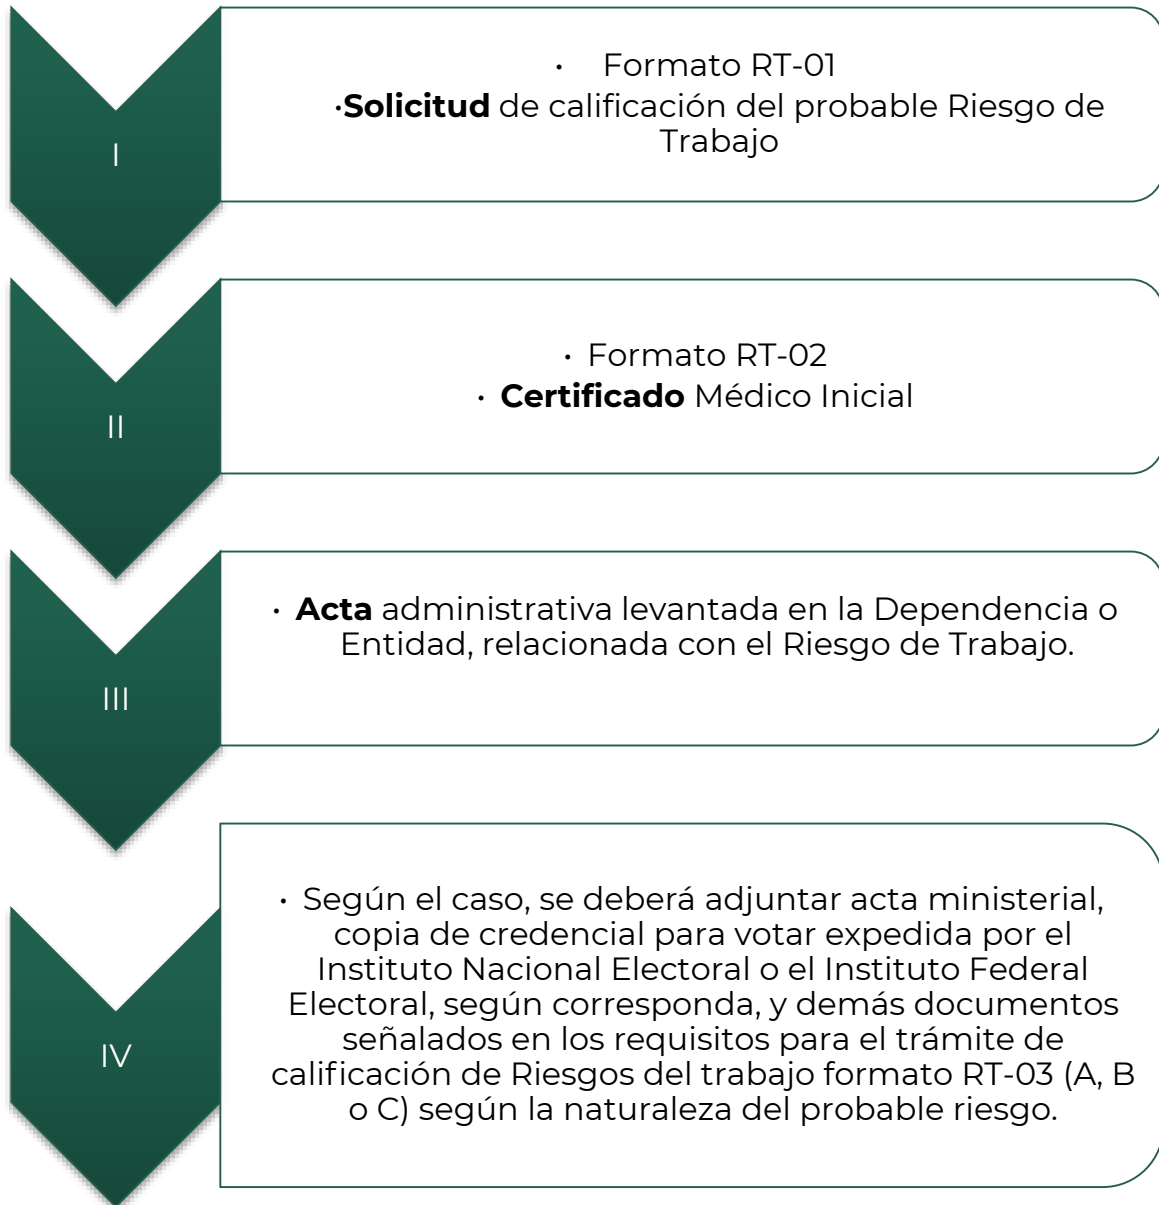 I
· Formato RT-01
·Solicitud de calificación del probable Riesgo de
Trabajo
II
· Formato RT-02
· Certificado Médico Inicial
III
· Acta administrativa levantada en la Dependencia o
Entidad, relacionada con el Riesgo de Trabajo.
IV
· Según el caso, se deberá adjuntar acta ministerial,
copia de credencial para votar expedida por el
Instituto Nacional Electoral o el Instituto Federal
Electoral, según corresponda, y demás documentos
señalados en los requisitos para el trámite de
calificación de Riesgos del trabajo formato RT-03 (A, B
o C) según la naturaleza del probable riesgo.